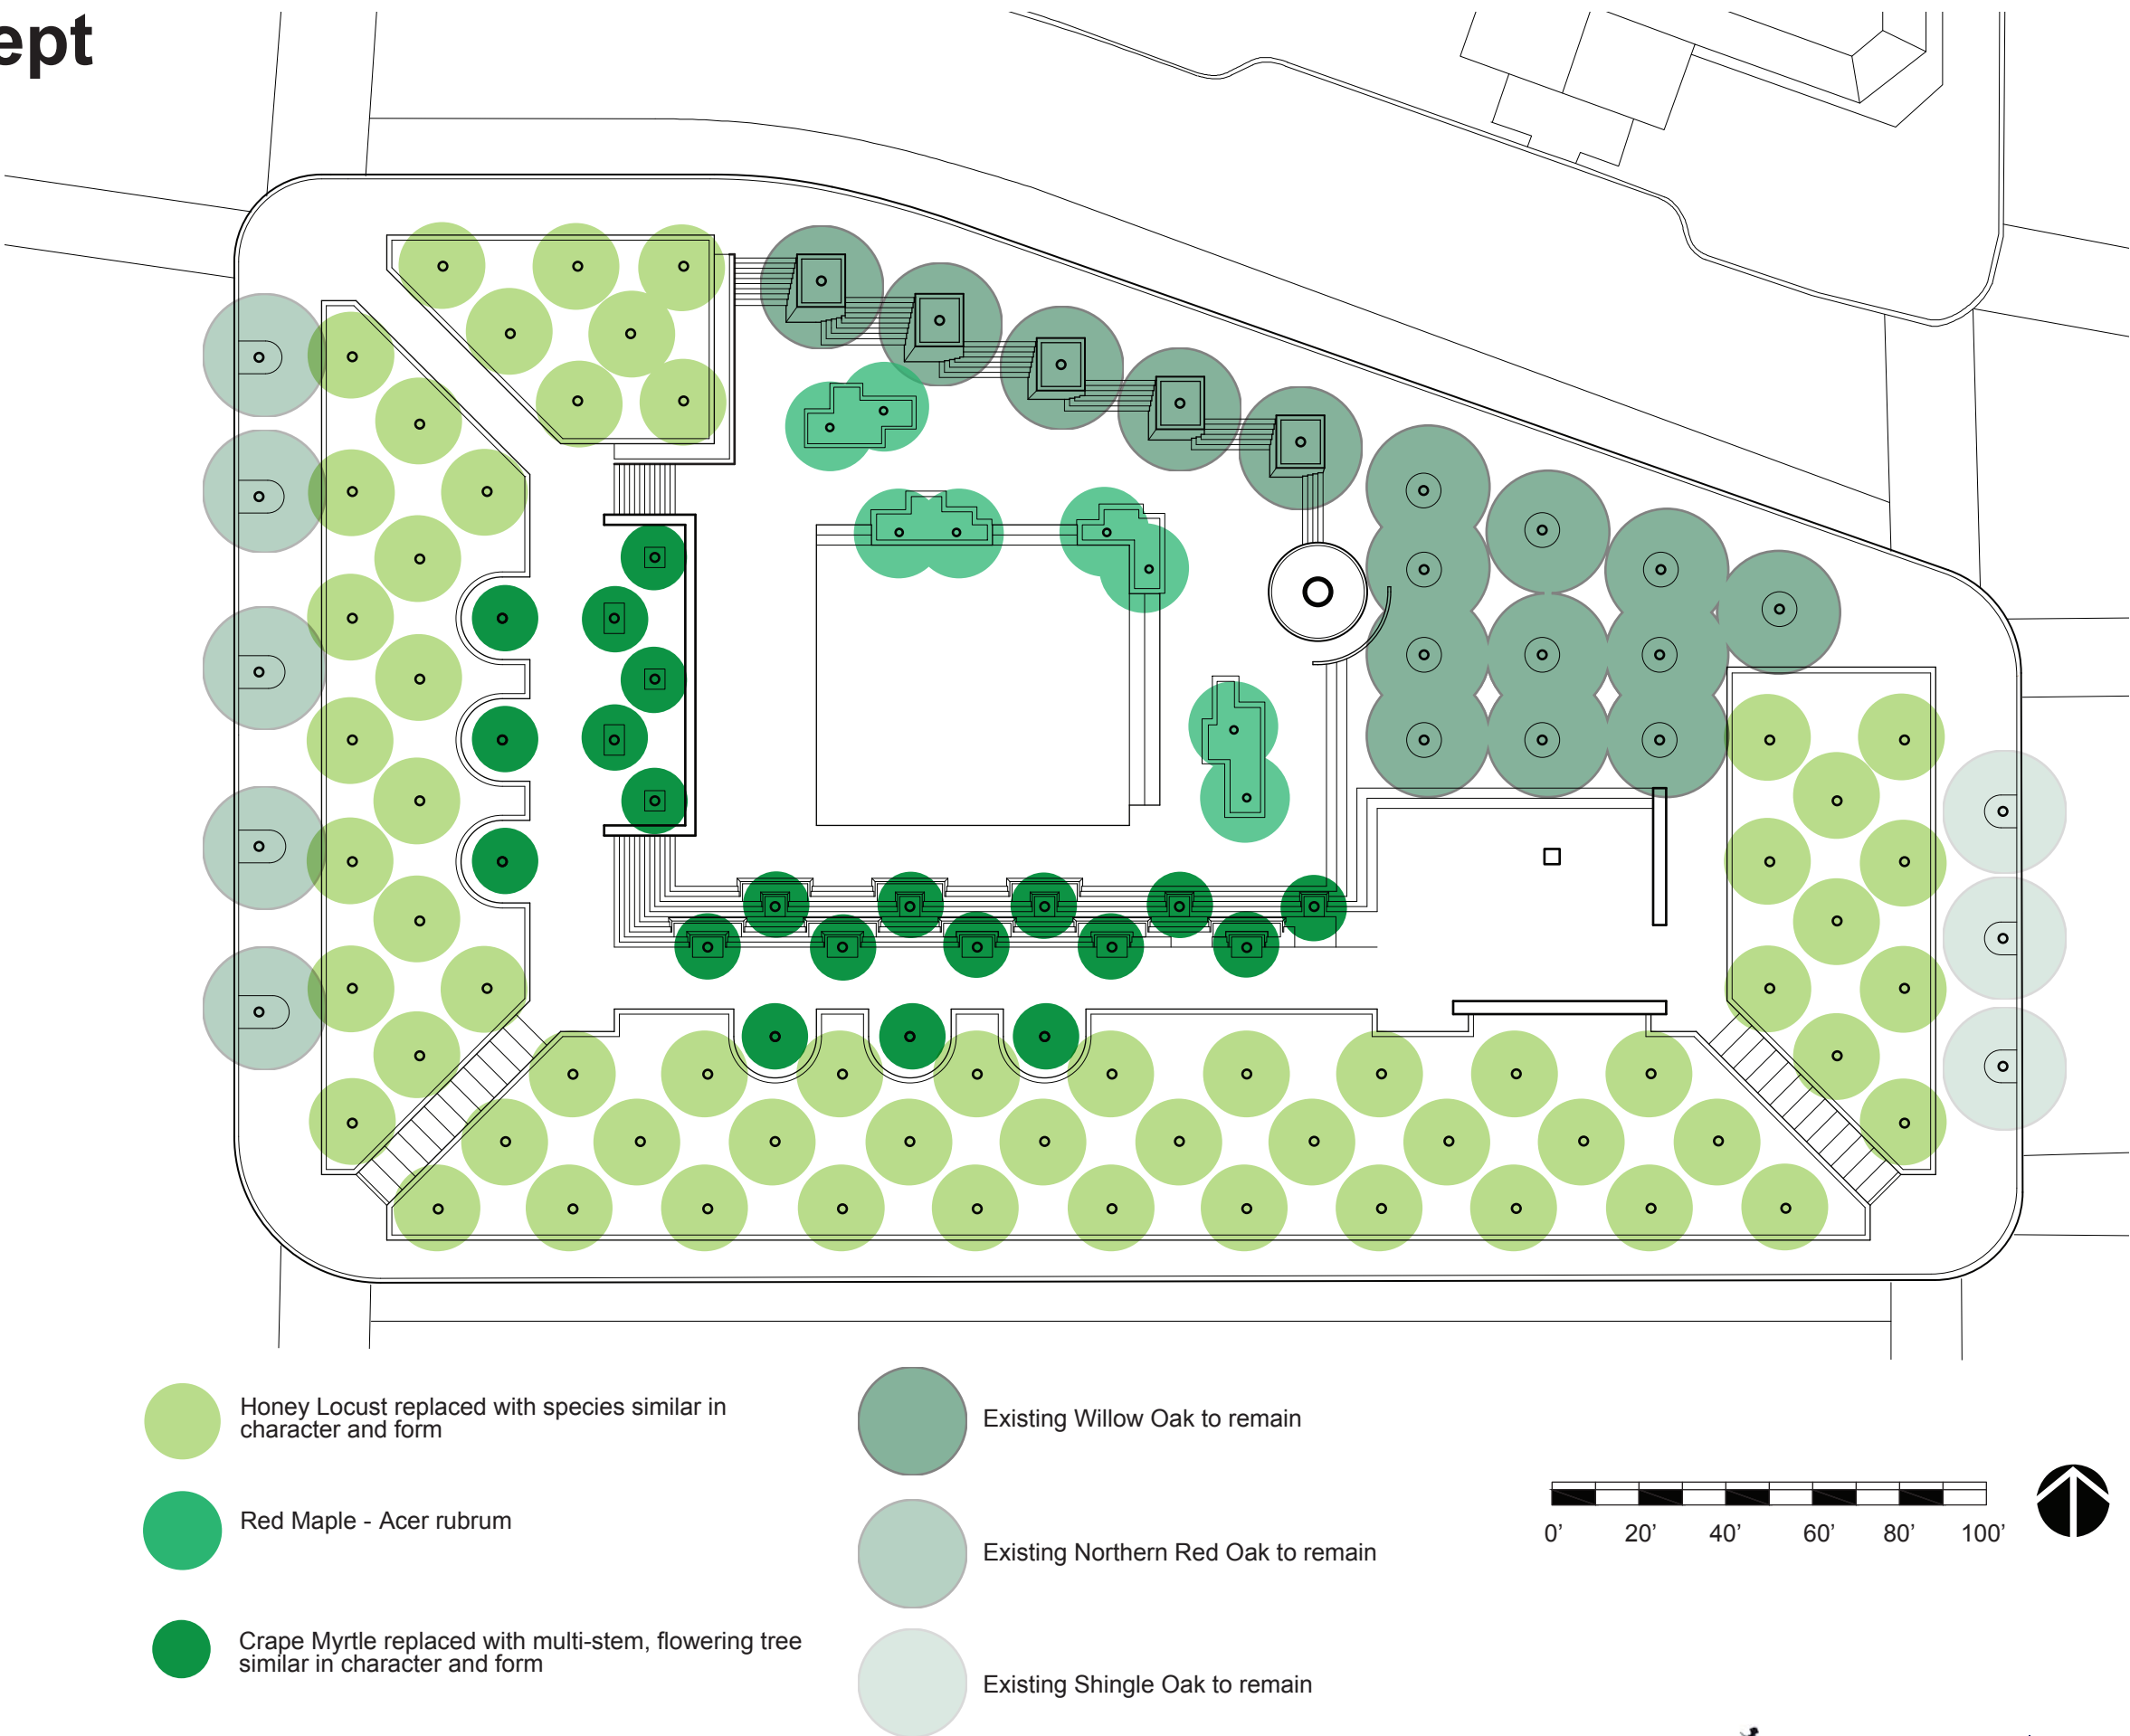 ept
Honey Locust replaced with species similar in
character and form
Red Maple - Acer rubrum
Crape Myrtle replaced with multi-stem, flowering tree
similar in character and form
Existing Willow Oak to remain
Existing Northern Red Oak to remain
Existing Shingle Oak to remain
0’ 20’ 40’ 60’ 80’ 100’